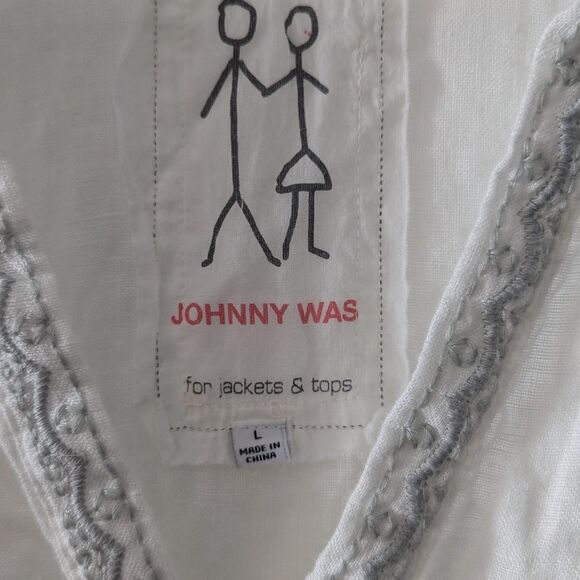 JOHNNY WAS
for jackets & tops
L
MADE IN
CHINA